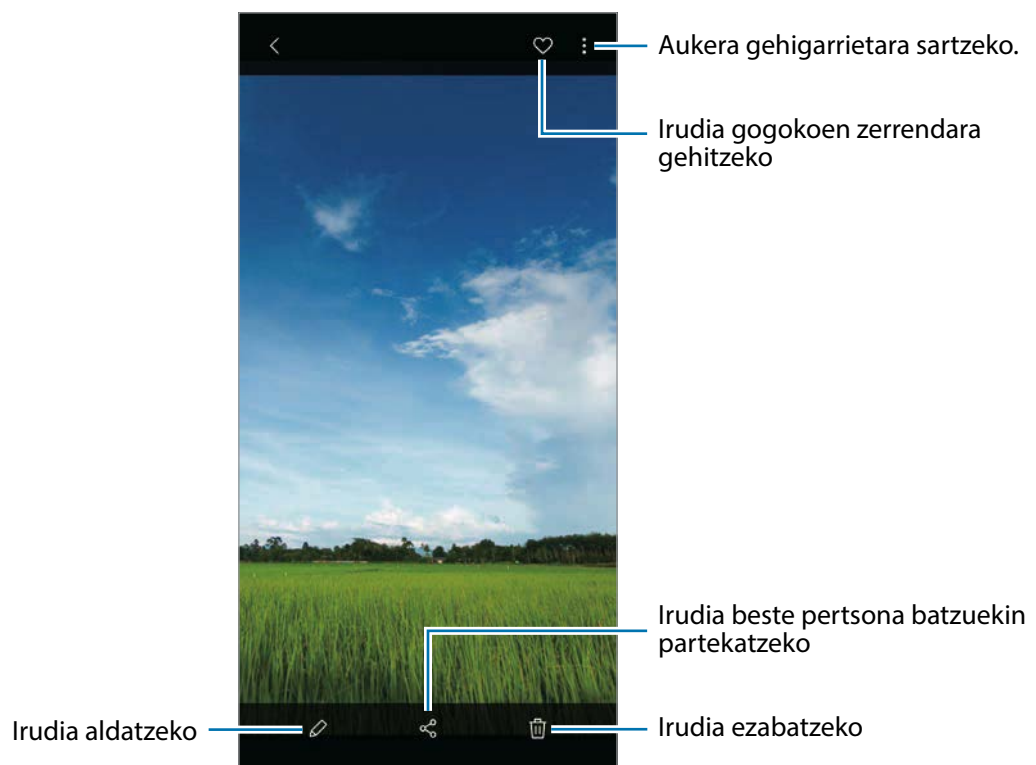 Aukera gehigarrietara sartzeko.
Irudia gogokoen zerrendara
gehitzeko
Irudia beste pertsona batzuekin
partekatzeko
Irudia aldatzeko
Irudia ezabatzeko